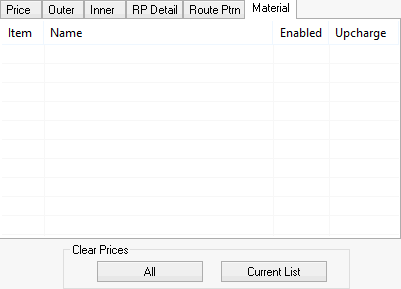 Price Outer Inner RP Detail Route Ptrn Material
Item Name Enabled Upcharge
Clear Prices
All Current List